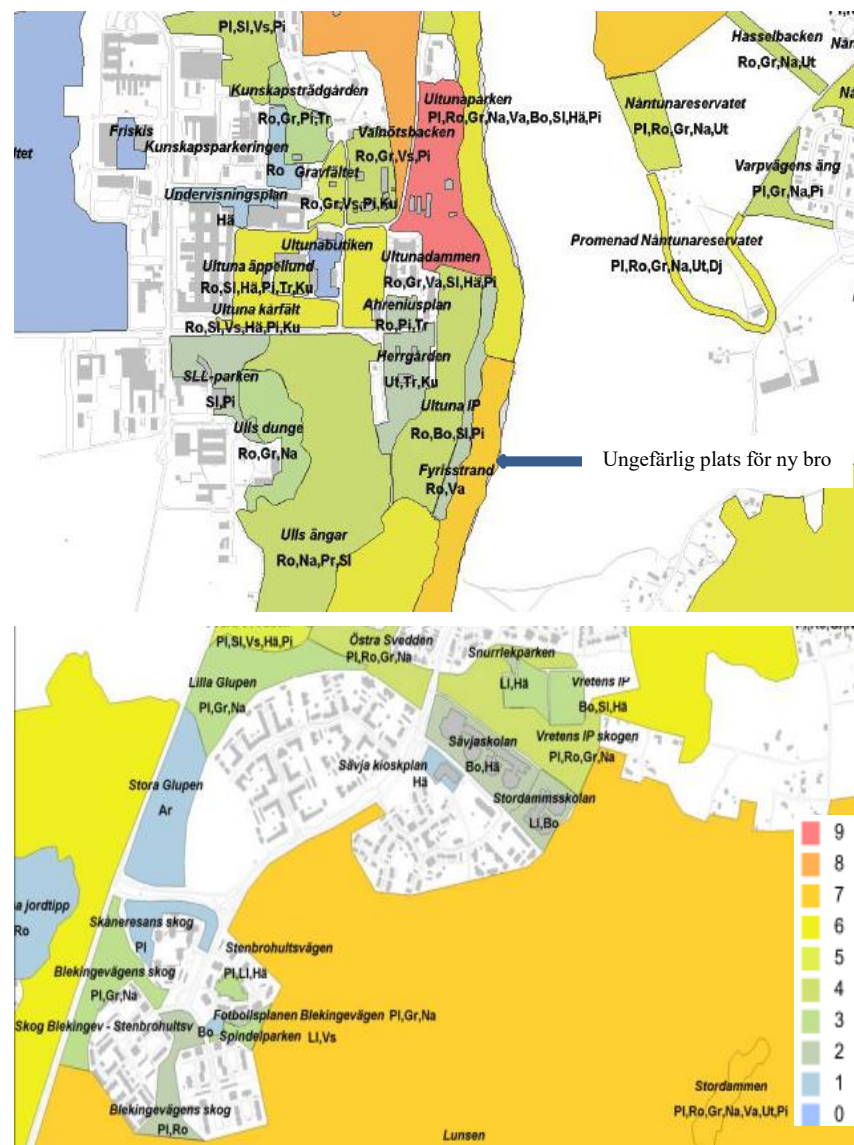 Pl,Sl,Vs,Pi
Kunskapsträdgården
Ro,Gr,Pi,Tr
Friskis
Kunskapsparkeringen
Ro
Undervisningsplan
Hä
Valhötsbacken
Ro,Gr,Vs,Pi
Gravfältet
Ro,Gr,Vs,Pi,Ku
Ultunaparken
Pl,Ro,Gr,Na,Va,Bo,Sl,Hä,Pi
Ultunabutiken
Ultuna äppellund
Ro,Sl,Hä,Pi,Tr,Ku
Ultunadammen
Ro,Gr,Va,Sl,Hä,Pi
Ultuna kårfält
Ro,Sl,Vs,Hä,Pi,Ku
Ahreniusplan
Ro,Pi,Tr
SLL-parken
Sl,Pi
Herrgården
Ut,Tr,Ku
Ulls dunge
Ro,Gr,Na
Ultuna IP
Ro,Bo,Sl,Pi
Fyrisstrand
Ro,Va
Ulls ängar
Ro,Na,Pr,Sl
Hasselbacken
Ro,Gr,Na,Ut
Nåntunareservatet
Pl,Ro,Gr,Na,Ut
Varpvägens äng
Pl,Gr,Na,Pi
Promenad Nåntunareservatet
Pl,Ro,Gr,Na,Ut,Dj
Ungefärlig plats för ny bro
Pl,Sl,Vs,Hä,Pi
Östra Svedden
Pl,Ro,Gr,Na
Lilla Glupen
Pl,Gr,Na
Snurrlekparken
Ll,Hä
Vretens IP
Bo,Sl,Hä
Stora Glupen
Ar
Sävja kioskplan
Hä
Sävjaskolan
Bo,Hä
Vretens IP skogen
Pl,Ro,Gr,Na
Stordammsskolan
Ll,Bo
a jordtipp
Ro
Skåneresans skog
Pl
Stenbrohultsvägen
Pl,Ll,Hä
Blekingevägens skog
Pl,Gr,Na
Skog Blekingev - Stenbrohultsv
Bo
Fotbollsplanen Blekingevägen Pl,Gr,Na
Spindelparken Ll,Vs
Blekingevägens skog
Pl,Ro
Lunsen
Stordammen
Pl,Ro,Gr,Na,Va,Ut,Pi
9
8
7
6
5
4
3
2
1
0